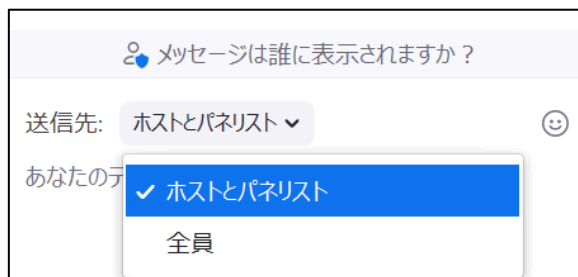 メッセージは誰に表示されますか？
送信先: ホストとパネリスト
あなたのテ
ホストとパネリスト
全員